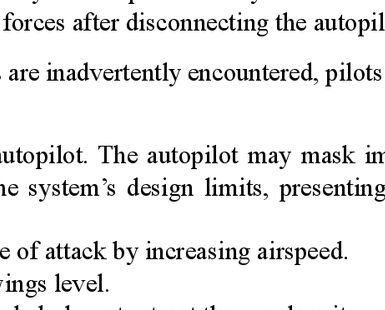 forces after disconnecting the autopil
are inadvertently encountered, pilots
autopilot. The autopilot may mask im
he system’s design limits, presenting
e of attack by increasing airspeed.
wings level.